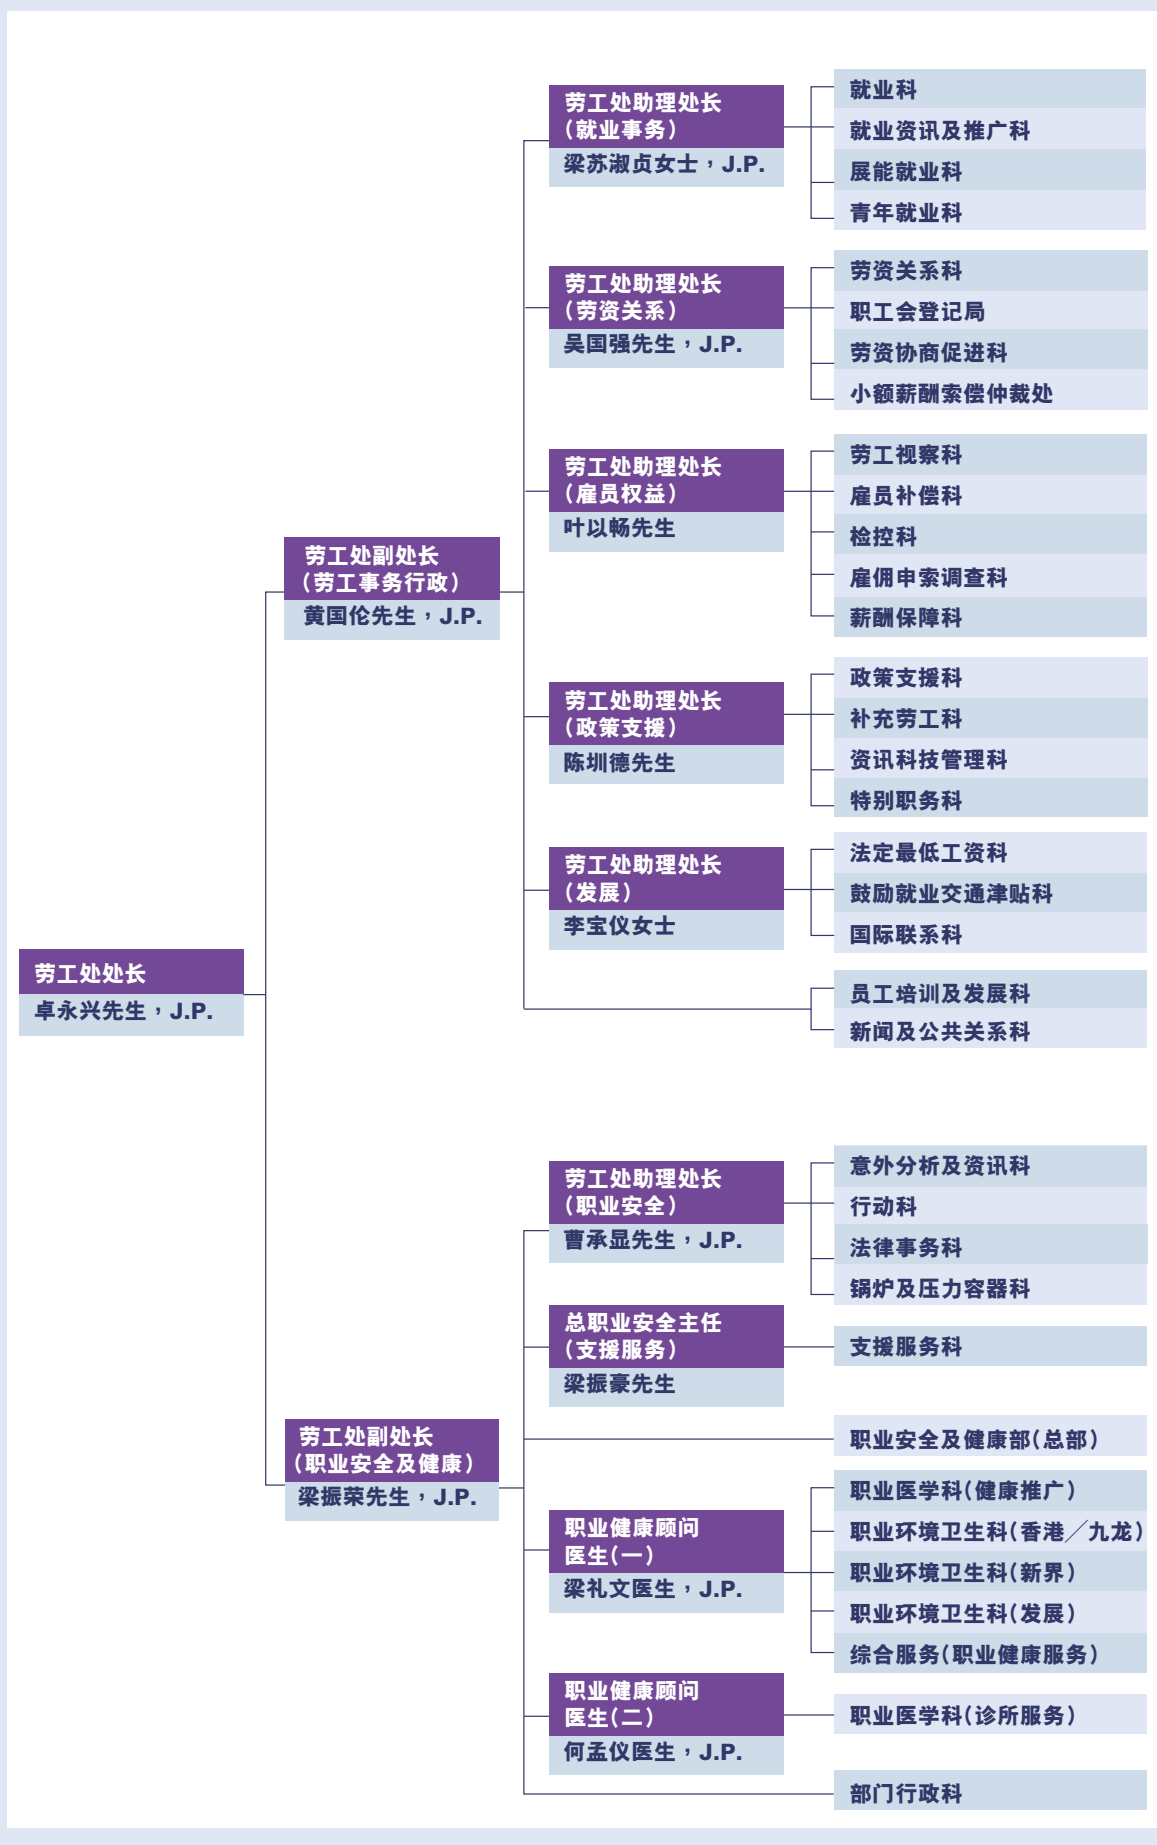 劳工处处长
卓永兴先生，J.P.
劳工处副处长
（劳工事务行政）
黄国伦先生，J.P.
劳工处助理处长
（就业事务）
梁苏淑贞女士，J.P.
就业科
就业资讯及推广科
展能就业科
青年就业科
劳工处助理处长
（劳资关系）
吴国强先生，J.P.
劳资关系科
职工会登记局
劳资协商促进科
小额薪酬索偿仲裁处
劳工处助理处长
（雇员权益）
叶以畅先生
劳工视察科
雇员补偿科
检控科
雇佣申索调查科
薪酬保障科
劳工处助理处长
（政策支援）
陈圳德先生
政策支援科
补充劳工科
资讯科技管理科
特别职务科
劳工处助理处长
（发展）
李宝仪女士
法定最低工资科
鼓励就业交通津贴科
国际联系科
员工培训及发展科
新闻及公共关系科
劳工处副处长
（职业安全及健康）
梁振荣先生，J.P.
劳工处助理处长
（职业安全）
曹承显先生，J.P.
意外分析及资讯科
行动科
法律事务科
锅炉及压力容器科
总职业安全主任
（支援服务）
梁振豪先生
支援服务科
职业安全及健康部（总部）
职业健康顾问
医生（一）
梁礼文医生，J.P.
职业医学科（健康推广）
职业环境卫生科（香港／九龙）
职业环境卫生科（新界）
职业环境卫生科（发展）
综合服务（职业健康服务）
职业健康顾问
医生（二）
何孟仪医生，J.P.
职业医学科（诊所服务）
部门行政科